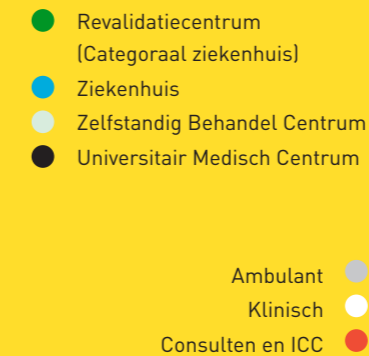 Revalidatiecentrum
(Categoraal ziekenhuis)
Ziekenhuis
Zelfstandig Behandel Centrum
Universitair Medisch Centrum
Ambulant
Klinisch
Consulten en ICC